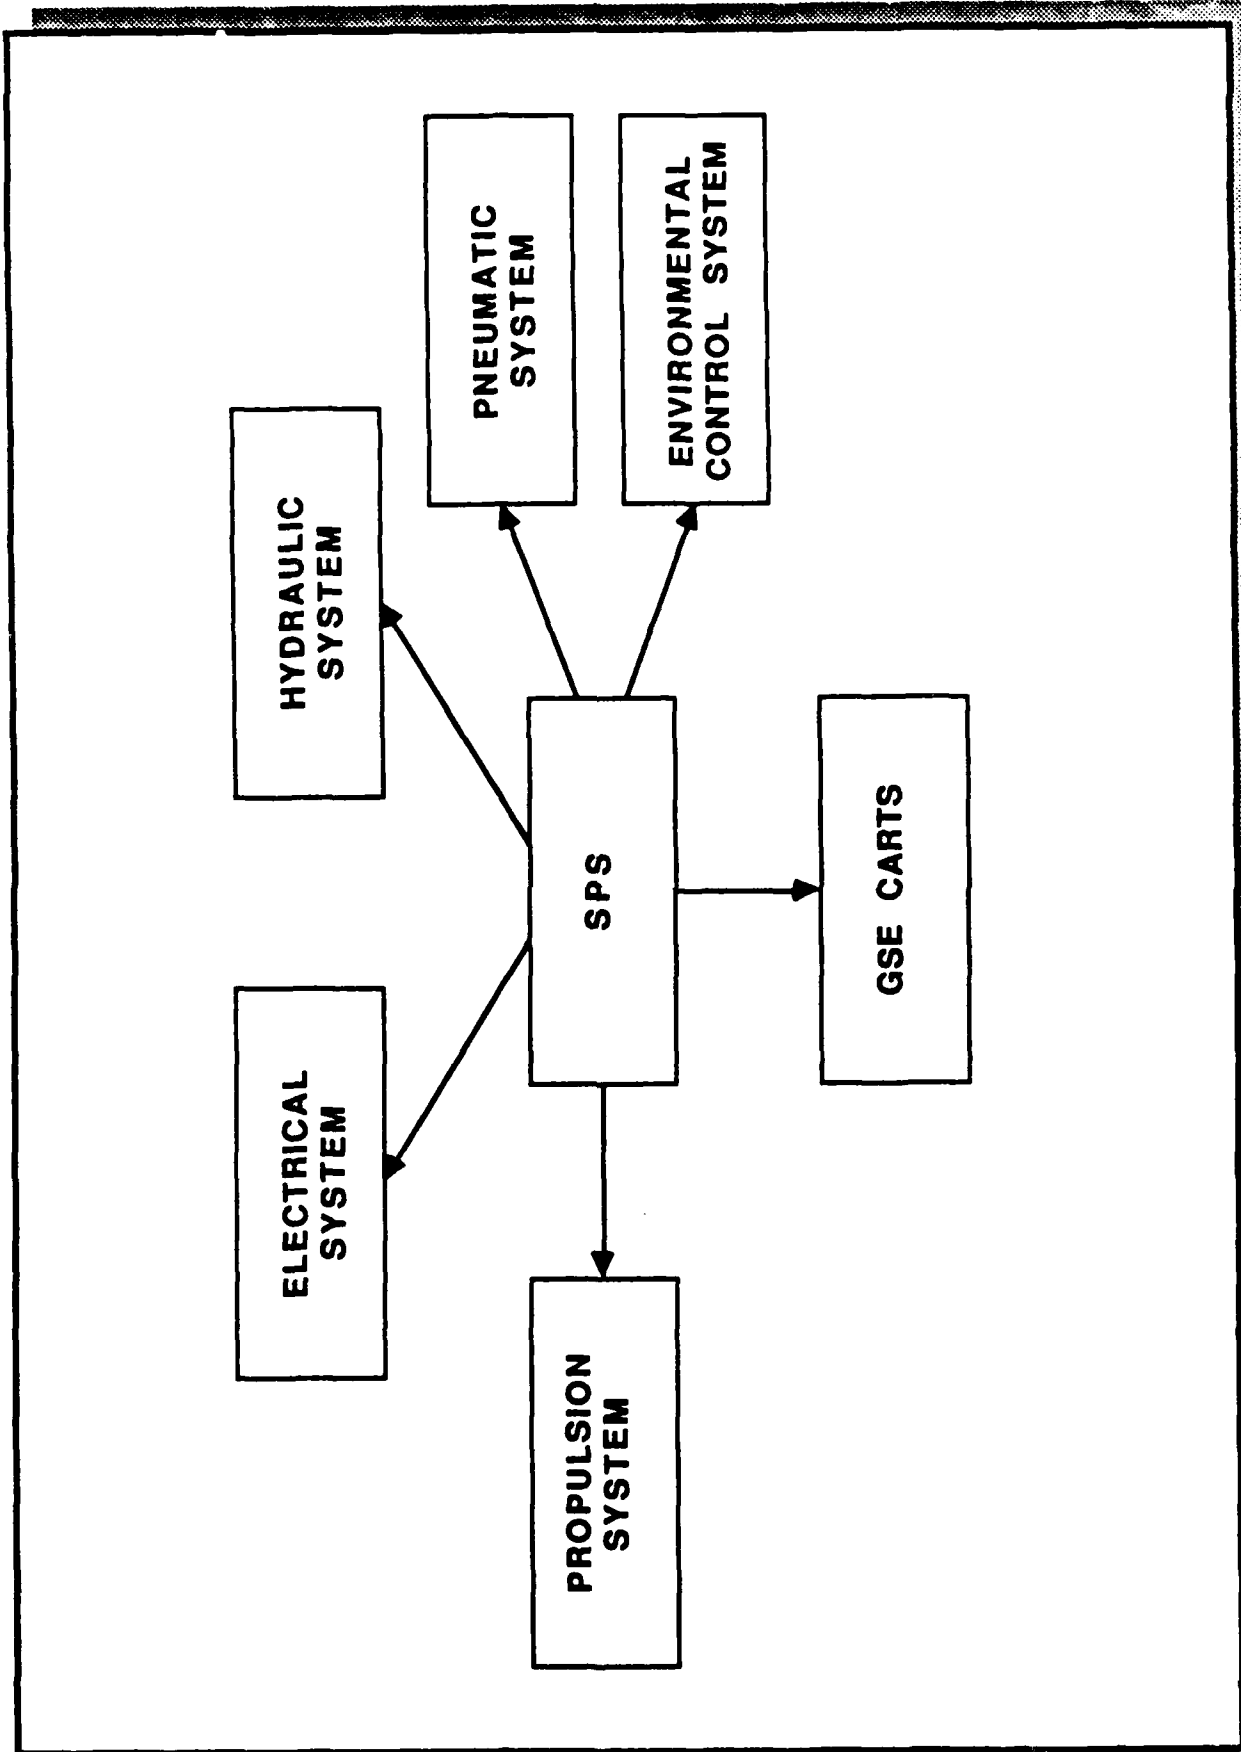 ELECTRICAL
SYSTEM
HYDRAULIC
SYSTEM
PROPULSION
SYSTEM
SPS
PNEUMATIC
SYSTEM
ENVIRONMENTAL
CONTROL SYSTEM
GSE CARTS